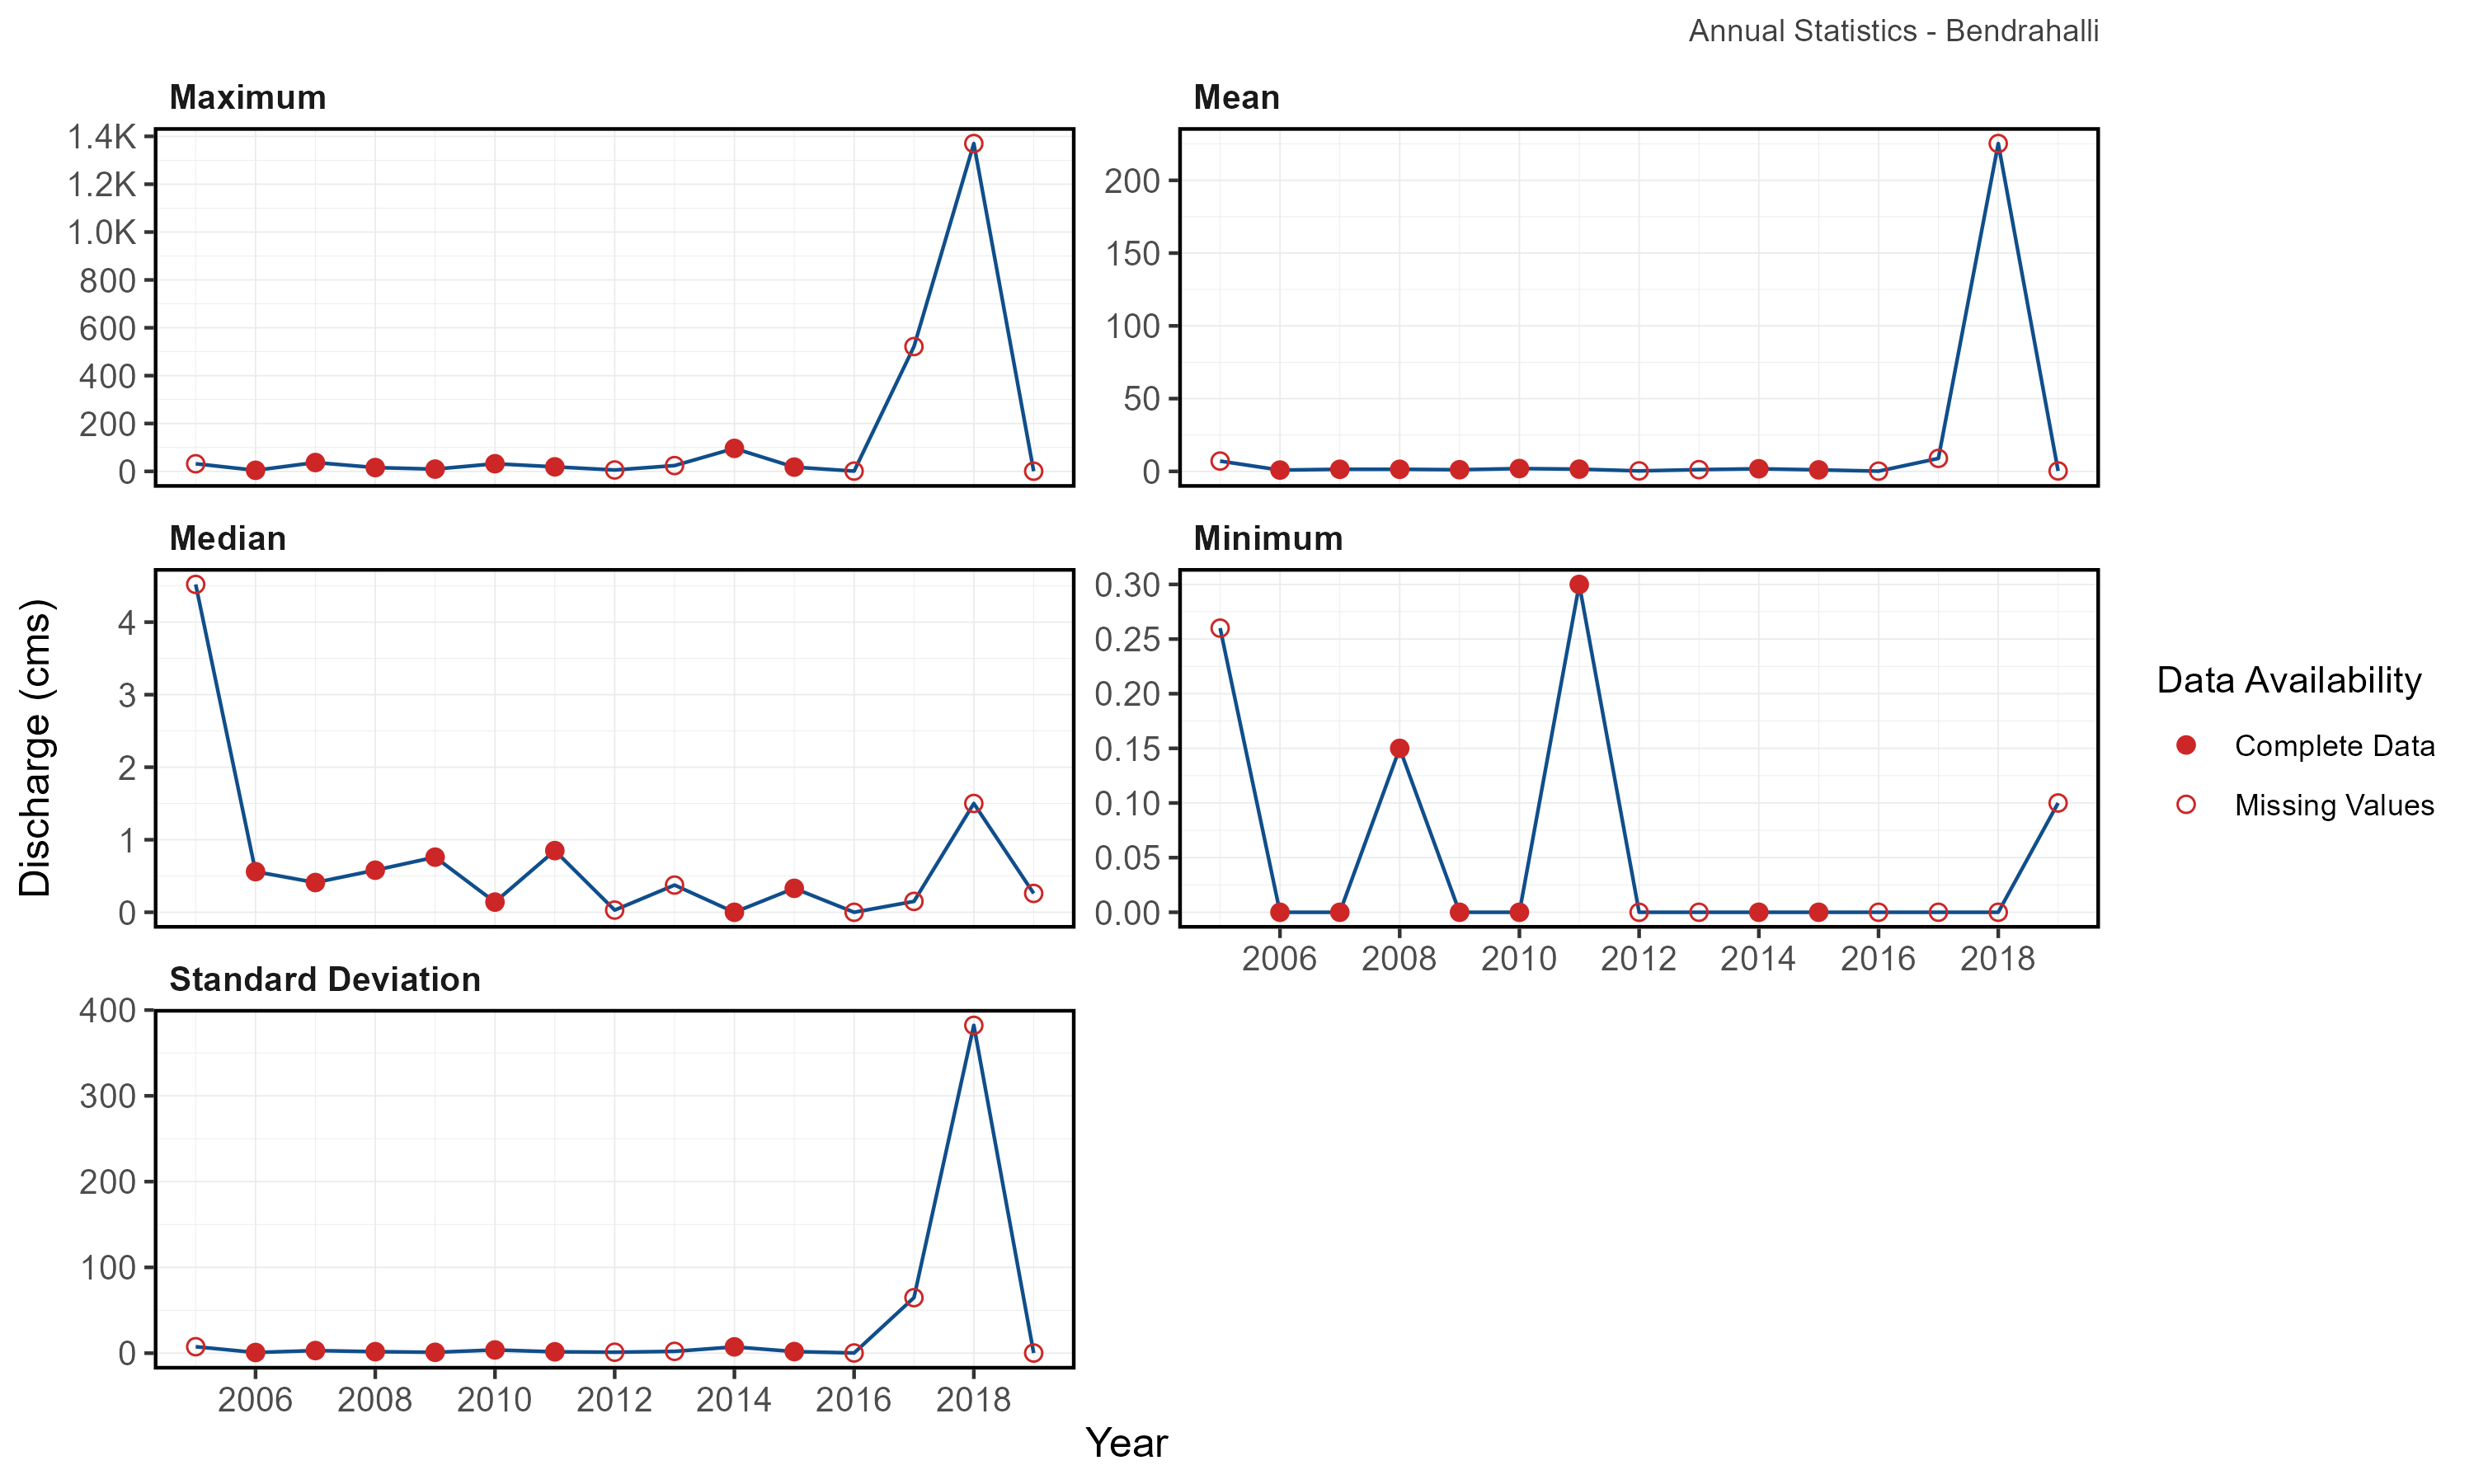 Annual Statistics - Bendrahalli
Maximum
1.4K
1.2K
1.0K
800
600
400
200
0
Mean
200
150
100
50
0
Discharge (cms)
Median
4
3
2
1
0
Minimum
0.30
0.25
0.20
0.15
0.10
0.05
0.00
2006 2008 2010 2012 2014 2016 2018
Data Availability
Complete Data
Missing Values
Standard Deviation
400
300
200
100
0
2006 2008 2010 2012 2014 2016 2018
Year